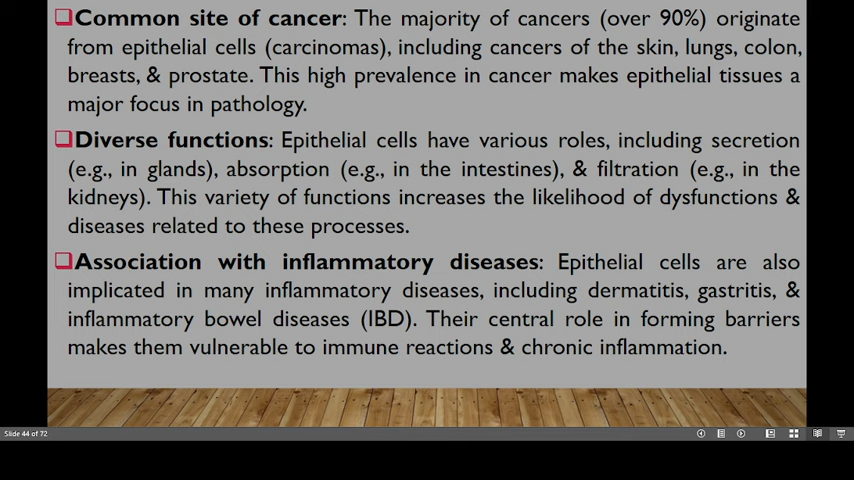 Common site of cancer: The majority of cancers (over 90%) originate
from epithelial cells (carcinomas), including cancers of the skin, lungs, colon,
breasts, & prostate. This high prevalence in cancer makes epithelial tissues a
major focus in pathology.
Diverse functions: Epithelial cells have various roles, including secretion
(e.g., in glands), absorption (e.g., in the intestines), & filtration (e.g., in the
kidneys). This variety of functions increases the likelihood of dysfunctions &
diseases related to these processes.
Association with inflammatory diseases: Epithelial cells are also
implicated in many inflammatory diseases, including dermatitis, gastritis, &
inflammatory bowel diseases (IBD). Their central role in forming barriers
makes them vulnerable to immune reactions & chronic inflammation.
Slide 44 of 72